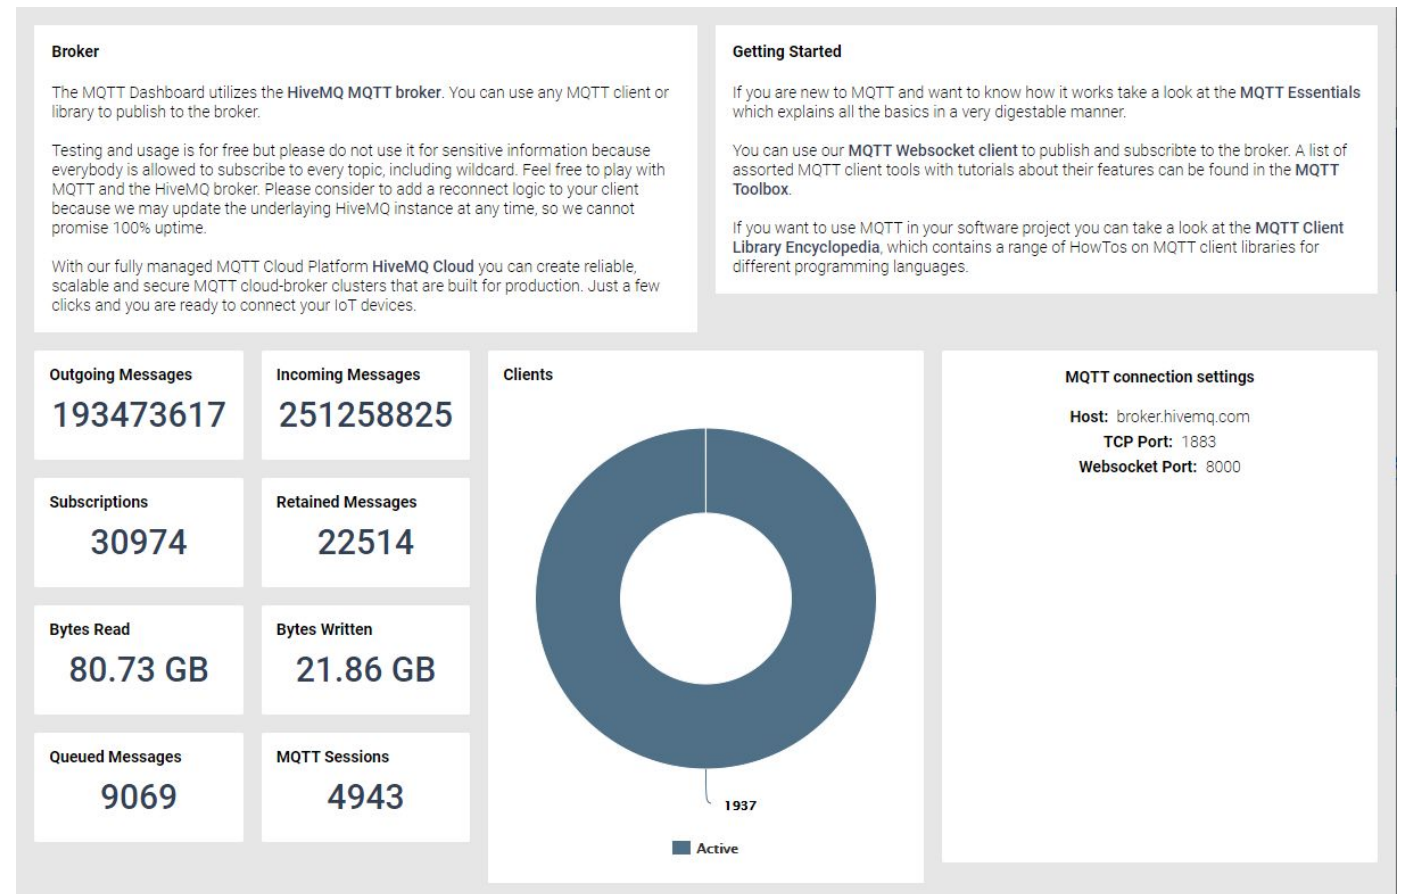 Broker
The MQTT Dashboard utilizes the HiveMQ MQTT broker. You can use any MQTT client or
library to publish to the broker.
Testing and usage is for free but please do not use it for sensitive information because
everybody is allowed to subscribe to every topic, including wildcard. Feel free to play with
MQTT and the HiveMQ broker. Please consider to add a reconnect logic to your client
because we may update the underlaying HiveMQ instance at any time, so we cannot
promise 100% uptime.
With our fully managed MQTT Cloud Platform HiveMQ Cloud you can create reliable,
scalable and secure MQTT cloud-broker clusters that are built for production. Just a few
clicks and you are ready to connect your IoT devices.
Getting Started
If you are new to MQTT and want to know how it works take a look at the MQTT Essentials
which explains all the basics in a very digestable manner.
You can use our MQTT Websocket client to publish and subscribte to the broker. A list of
assorted MQTT client tools with tutorials about their features can be found in the MQTT
Toolbox.
If you want to use MQTT in your software project you can take a look at the MQTT Client
Library Encyclopedia, which contains a range of HowTos on MQTT client libraries for
different programming languages.
Outgoing Messages
193473617
Incoming Messages
251258825
Subscriptions
30974
Retained Messages
22514
Bytes Read
80.73 GB
Bytes Written
21.86 GB
Queued Messages
9069
MQTT Sessions
4943
Clients
1937
Active
MQTT connection settings
Host: broker.hivemq.com
TCP Port: 1883
Websocket Port: 8000